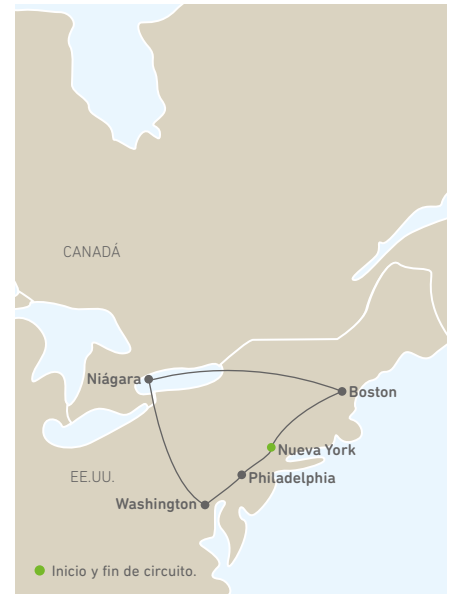 CANADÁ
Niágara
Boston
Nueva York
EE.UU.
Philadelphia
Washington
Inicio y fin de circuito.